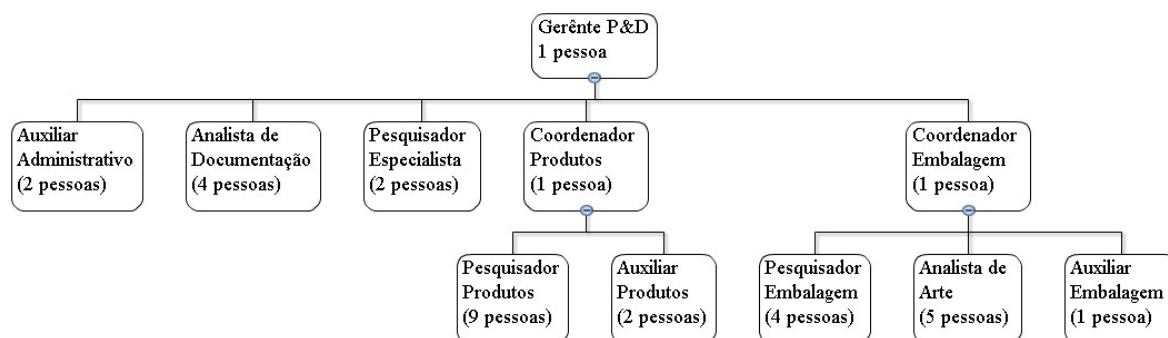 Gerênte P&D
1 pessoa
Auxiliar
Administrativo
(2 pessoas)
Analista de
Documentação
(4 pessoas)
Pesquisador
Especialista
(2 pessoas)
Coordenador
Produtos
(1 pessoa)
Coordenador
Embalagem
(1 pessoa)
Pesquisador
Produtos
(9 pessoas)
Auxiliar
Produtos
(2 pessoas)
Pesquisador
Embalagem
(4 pessoas)
Analista de
Arte
(5 pessoas)
Auxiliar
Embalagem
(1 pessoa)